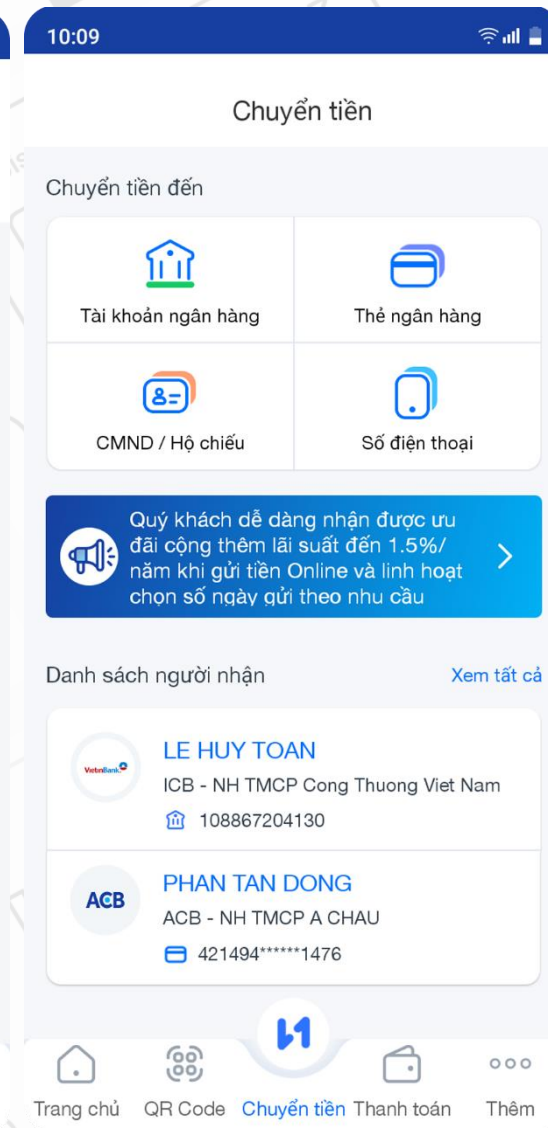 10:09
Chuyển tiền
Chuyển tiền đến
Tài khoản ngân hàng
Thẻ ngân hàng
CMND / Hộ chiếu
Số điện thoại
Quý khách dễ dàng nhận được ưu
đãi cộng thêm lãi suất đến 1.5%/
năm khi gửi tiền Online và linh hoạt
chọn số ngày gửi theo nhu cầu
Danh sách người nhận
Xem tất cả
VietinBank
LE HUY TOAN
ICB - NH TMCP Cong Thuong Viet Nam
108867204130
ACB
PHAN TAN DONG
ACB - NH TMCP A CHAU
421494******1476
Trang chủ
QR Code
Chuyển tiền
Thanh toán
Thêm